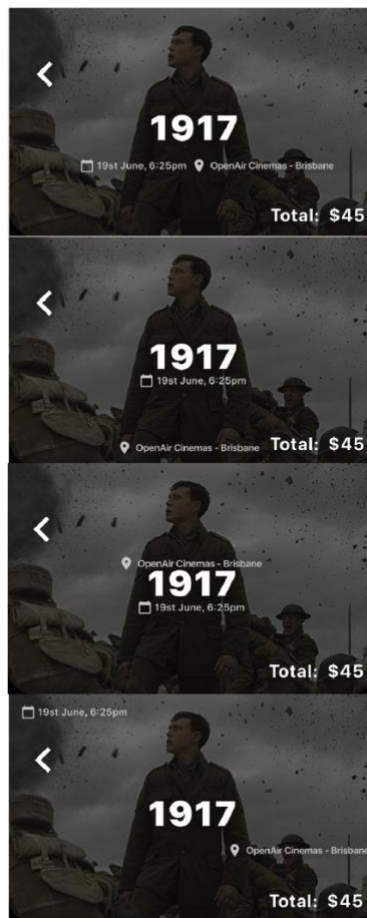 1917
19st June, 6:25pm OpenAir Cinemas - Brisbane
Total: $45
1917
19st June, 6:25pm
OpenAir Cinemas - Brisbane Total: $45
OpenAir Cinemas - Brisbane
1917
19st June, 6:25pm
Total: $45
19st June, 6:25pm
1917
OpenAir Cinemas - Brisbane
Total: $45